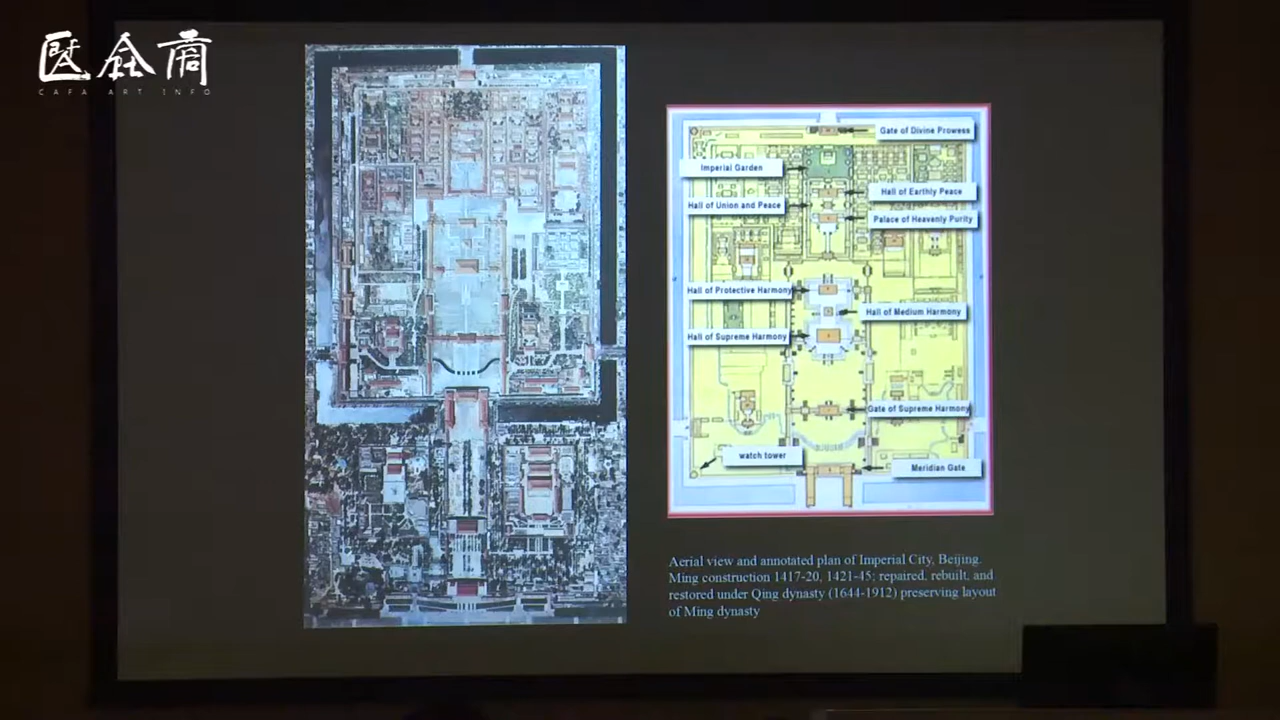 CAFA ART INFO
Gate of Divine Prowess
Imperial Garden
Hall of Earthly Peace
Hall of Union and Peace
Palace of Heavenly Purity
Hall of Protective Harmony
Hall of Medium Harmony
Hall of Supreme Harmony
Gate of Supreme Harmony
watch tower
Meridian Gate
Aerial view and annotated plan of Imperial City, Beijing.
Ming construction 1417-20, 1421-45; repaired, rebuilt, and
restored under Qing dynasty (1644-1912) preserving layout
of Ming dynasty